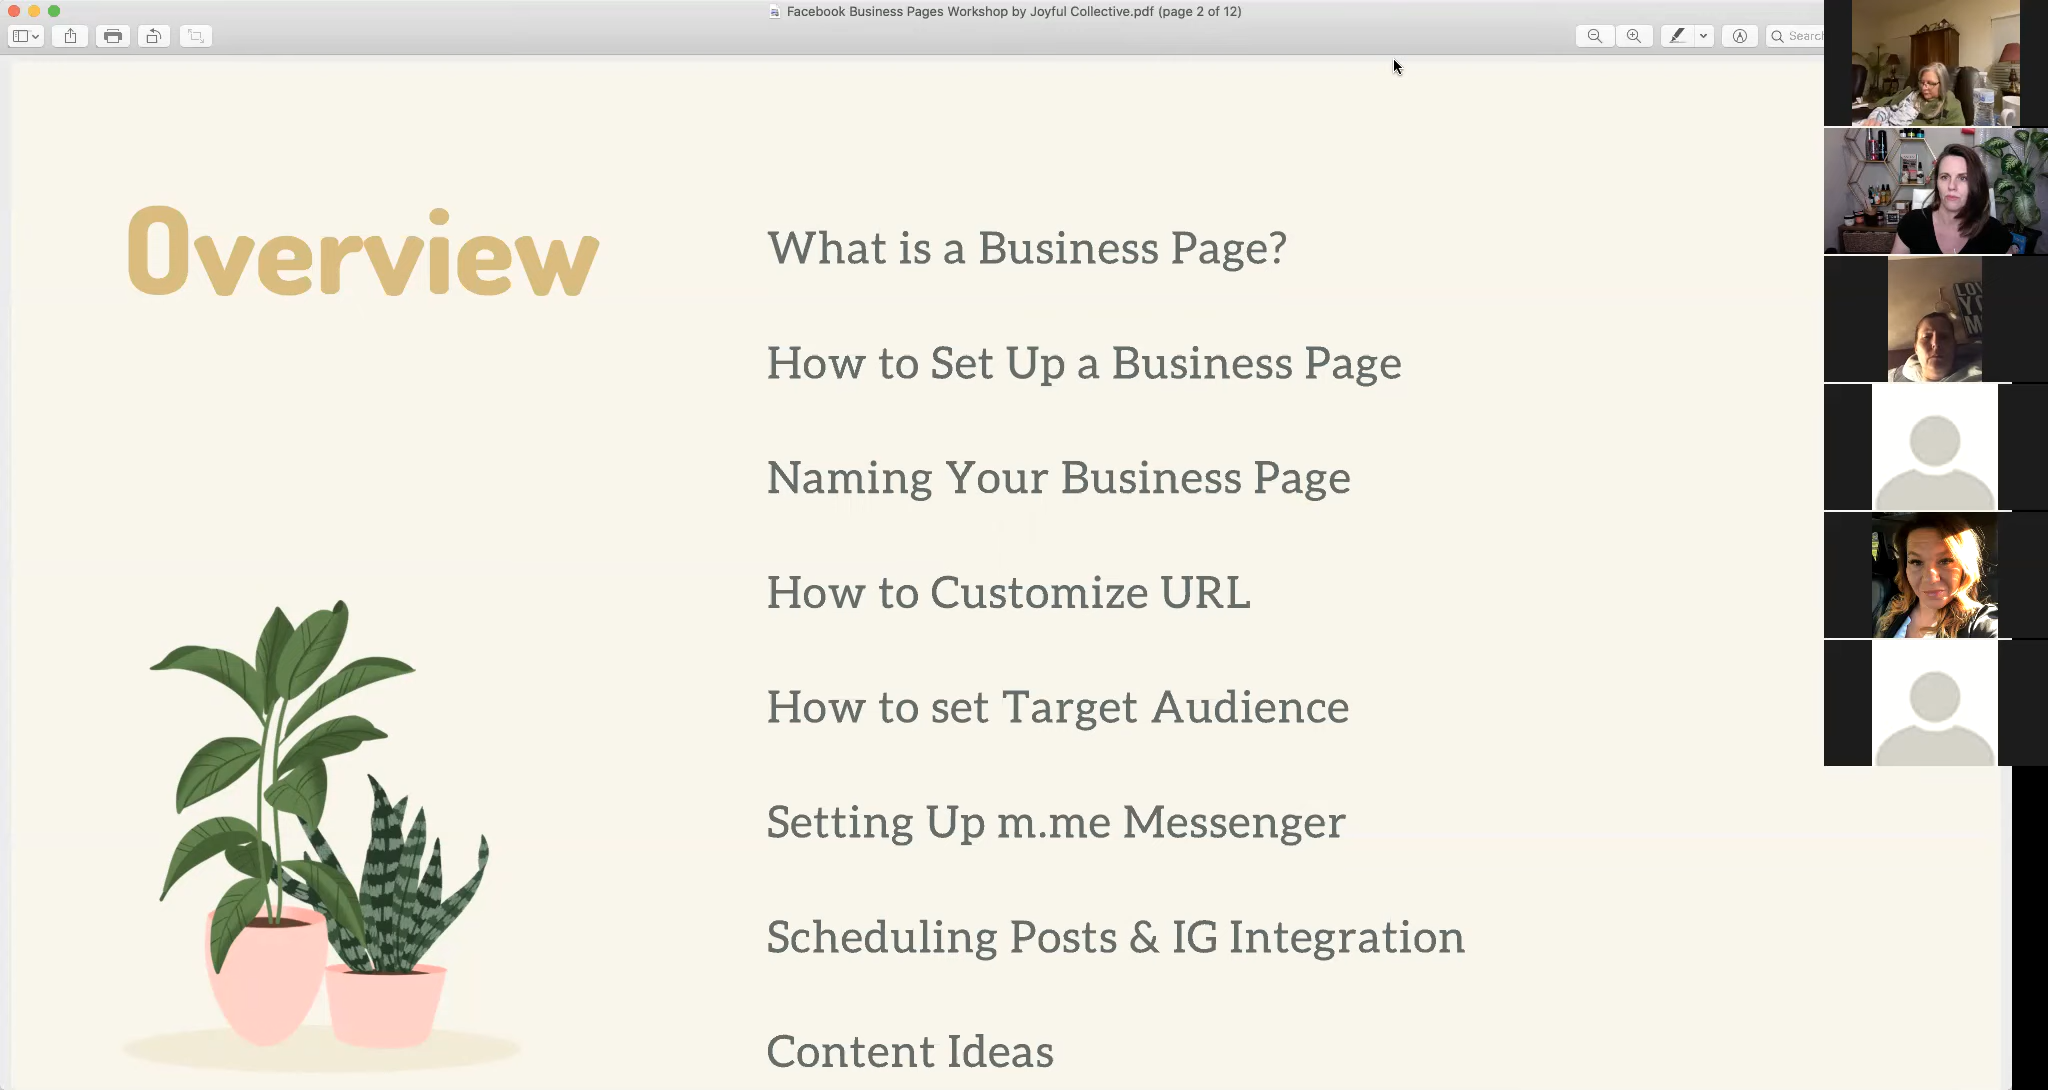 Facebook Business Pages Workshop by Joyful Collective.pdf (page 2 of 12)
Search
Overview
What is a Business Page?
How to Set Up a Business Page
Naming Your Business Page
How to Customize URL
How to set Target Audience
Setting Up m.me Messenger
Scheduling Posts & IG Integration
Content Ideas